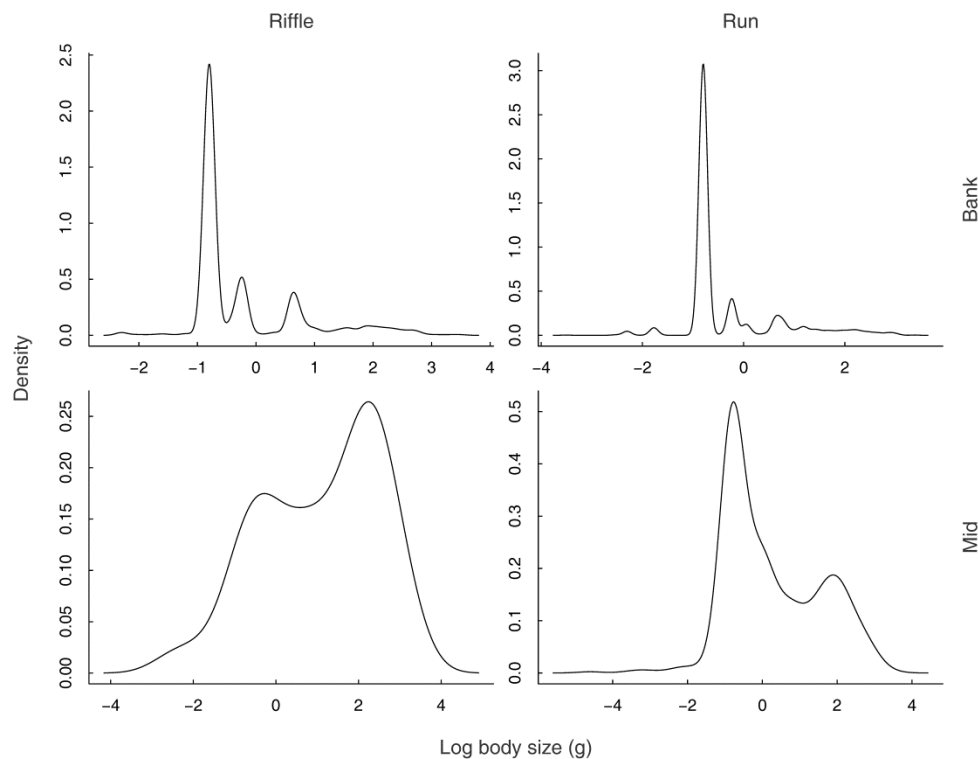 Riffle
Run
Density
0.0 0.5 1.0 1.5 2.0 2.5
−2 −1 0 1 2 3 4
0.0 0.5 1.0 1.5 2.0 2.5 3.0
−4 −2 0 2
Bank
0.00 0.05 0.10 0.15 0.20 0.25
−4 −2 0 2 4
0.0 0.1 0.2 0.3 0.4 0.5
−4 −2 0 2 4
Mid
Log body size (g)